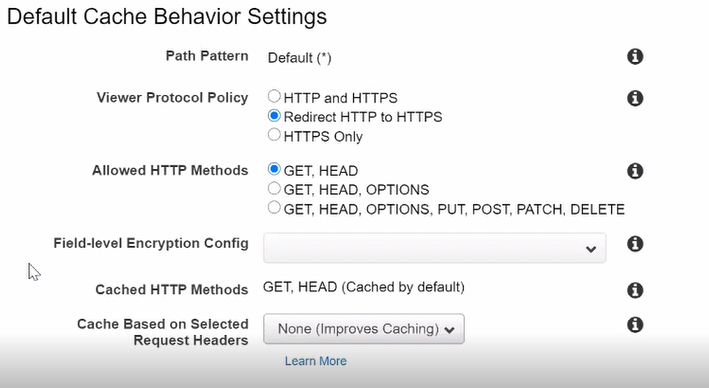 Default Cache Behavior Settings
Path Pattern Default (*)
Viewer Protocol Policy HTTP and HTTPS
Redirect HTTP to HTTPS
HTTPS Only
Allowed HTTP Methods GET, HEAD
GET, HEAD, OPTIONS
GET, HEAD, OPTIONS, PUT, POST, PATCH, DELETE
Field-level Encryption Config
Cached HTTP Methods GET, HEAD (Cached by default)
Cache Based on Selected
Request Headers
None (Improves Caching)
Learn More